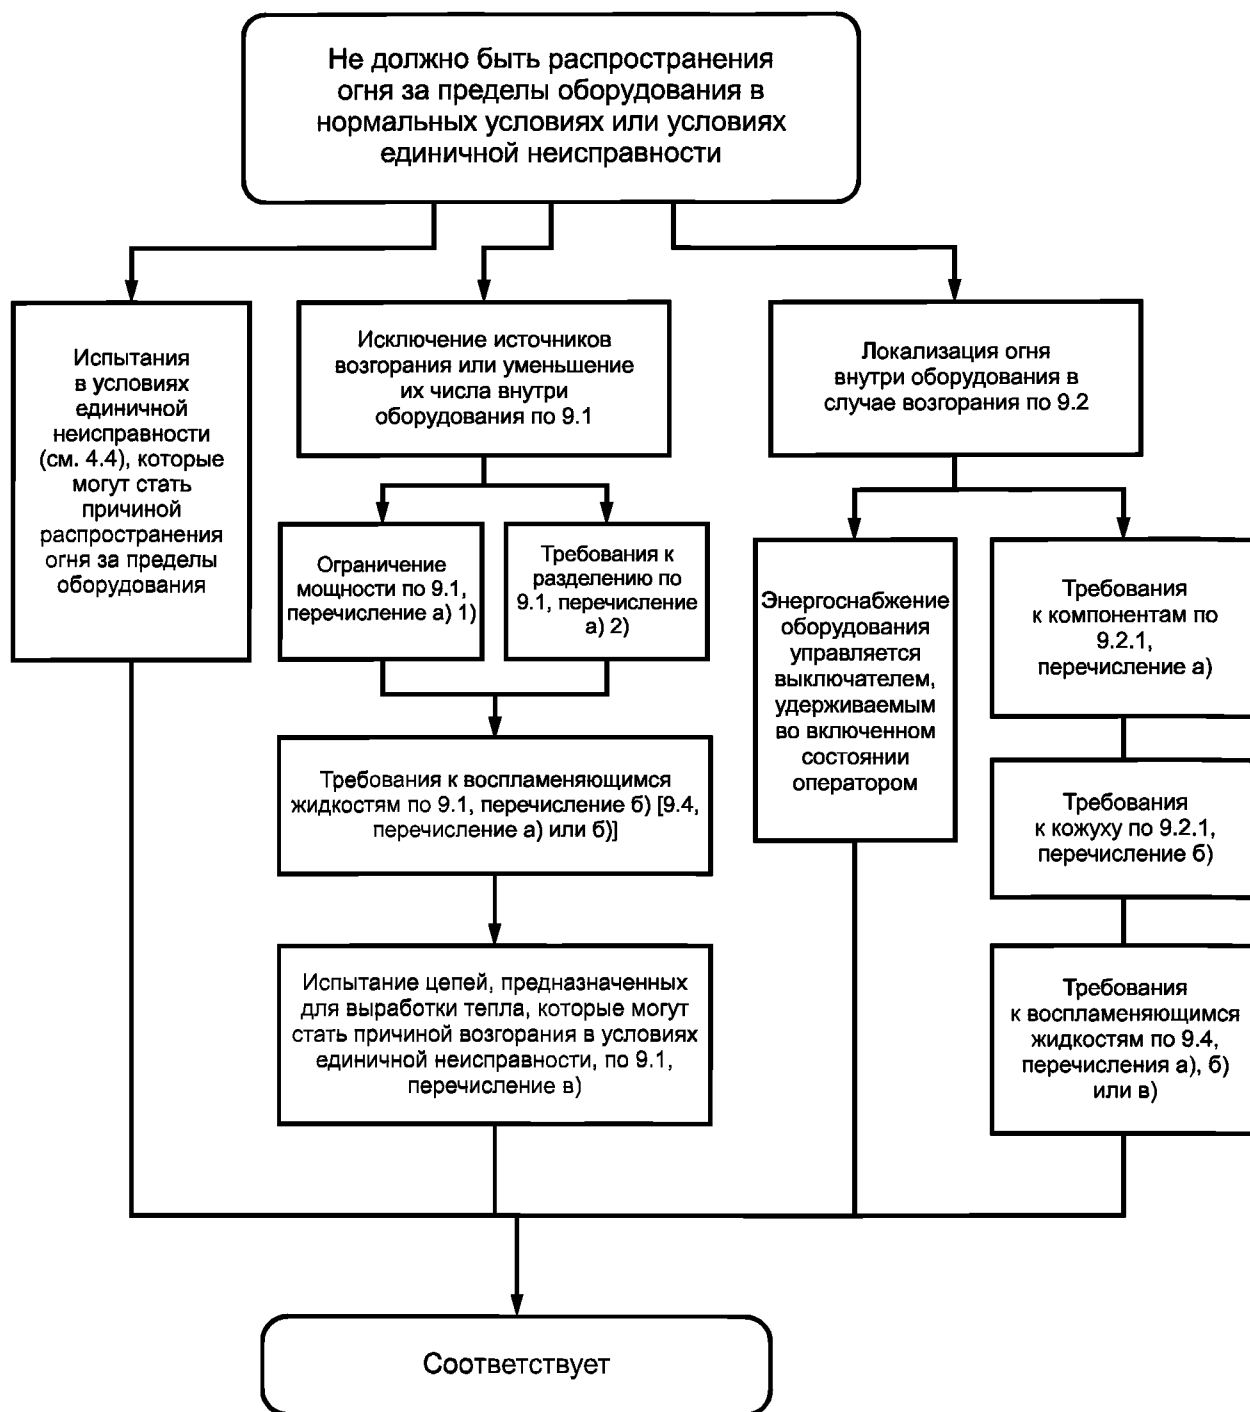 Не должно быть распространения
огня за пределы оборудования в
нормальных условиях или условиях
единичной неисправности
Испытания
в условиях
единичной
неисправности
(см. 4.4), которые
могут стать
причиной
распространения
огня за пределы
оборудования
Исключение источников
возгорания или уменьшение
их числа внутри
оборудования по 9.1
Локализация огня
внутри оборудования в
случае возгорания по 9.2
Ограничение
мощности по 9.1,
перечисление а) 1)
Требования к
разделению по
9.1, перечисление
а) 2)
Энергоснабжение
оборудования
управляется
выключателем,
удерживаемым
во включенном
состоянии
оператором
Требования
к компонентам по
9.2.1,
перечисление а)
Требования к воспламеняющимся
жидкостям по 9.1, перечисление б) [9.4,
перечисление а) или б)]
Требования
к кожуху по 9.2.1,
перечисление б)
Испытание цепей, предназначенных
для выработки тепла, которые могут
стать причиной возгорания в условиях
единичной неисправности, по 9.1,
перечисление в)
Требования
к воспламеняющимся
жидкостям по 9.4,
перечисления а), б)
или в)
Соответствует